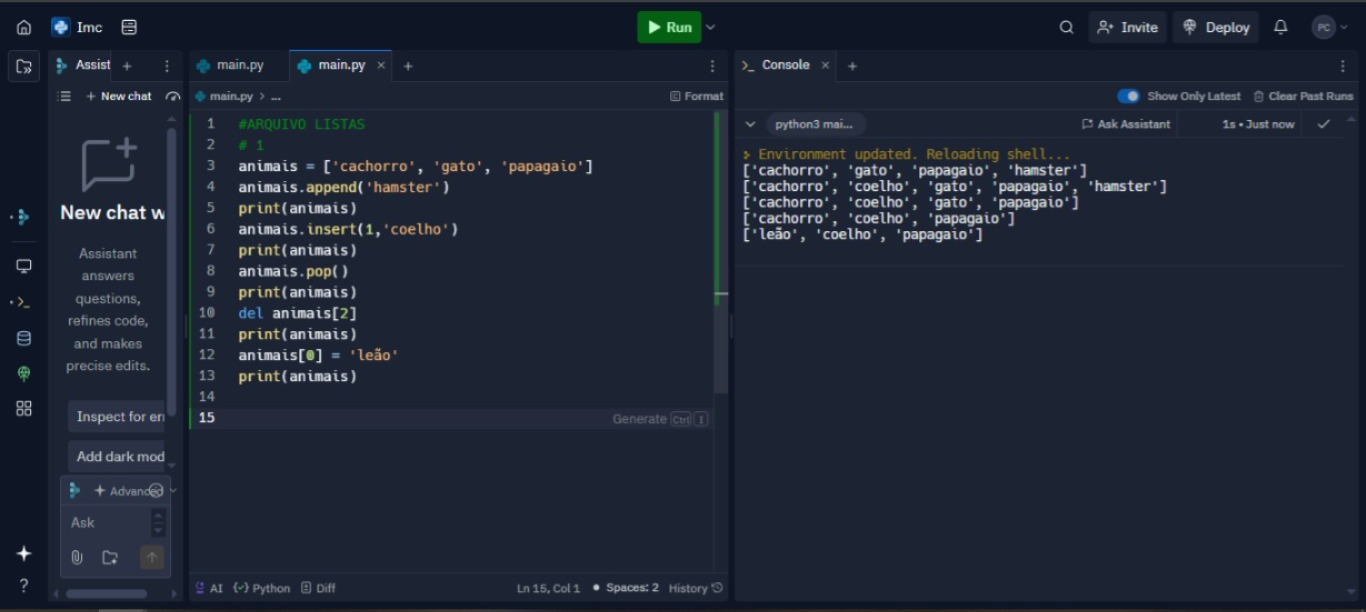 Imc
Run
Invite
Deploy
PC
Assist
New chat
New chat w
Assistant
answers
questions,
refines code,
and makes
precise edits.
Inspect for er
Add dark mod
Advanced
Ask
main.py
main.py
main.py > ...
Format
1 #ARQUIVO LISTAS
2 # 1
3 animais = ['cachorro', 'gato', 'papagaio']
4 animais.append('hamster')
5 print(animais)
6 animais.insert(1,'coelho')
7 print(animais)
8 animais.pop()
9 print(animais)
10 del animais[2]
11 print(animais)
12 animais[0] = 'leão'
13 print(animais)
14
15
Generate Ctrl I
AI Python Diff Ln 15, Col 1 • Spaces: 2 History
Console
Show Only Latest Clear Past Runs
python3 mai... Ask Assistant 1s • Just now
Environment updated. Reloading shell...
['cachorro', 'gato', 'papagaio', 'hamster']
['cachorro', 'coelho', 'gato', 'papagaio', 'hamster']
['cachorro', 'coelho', 'gato', 'papagaio']
['cachorro', 'coelho', 'papagaio']
['leão', 'coelho', 'papagaio']